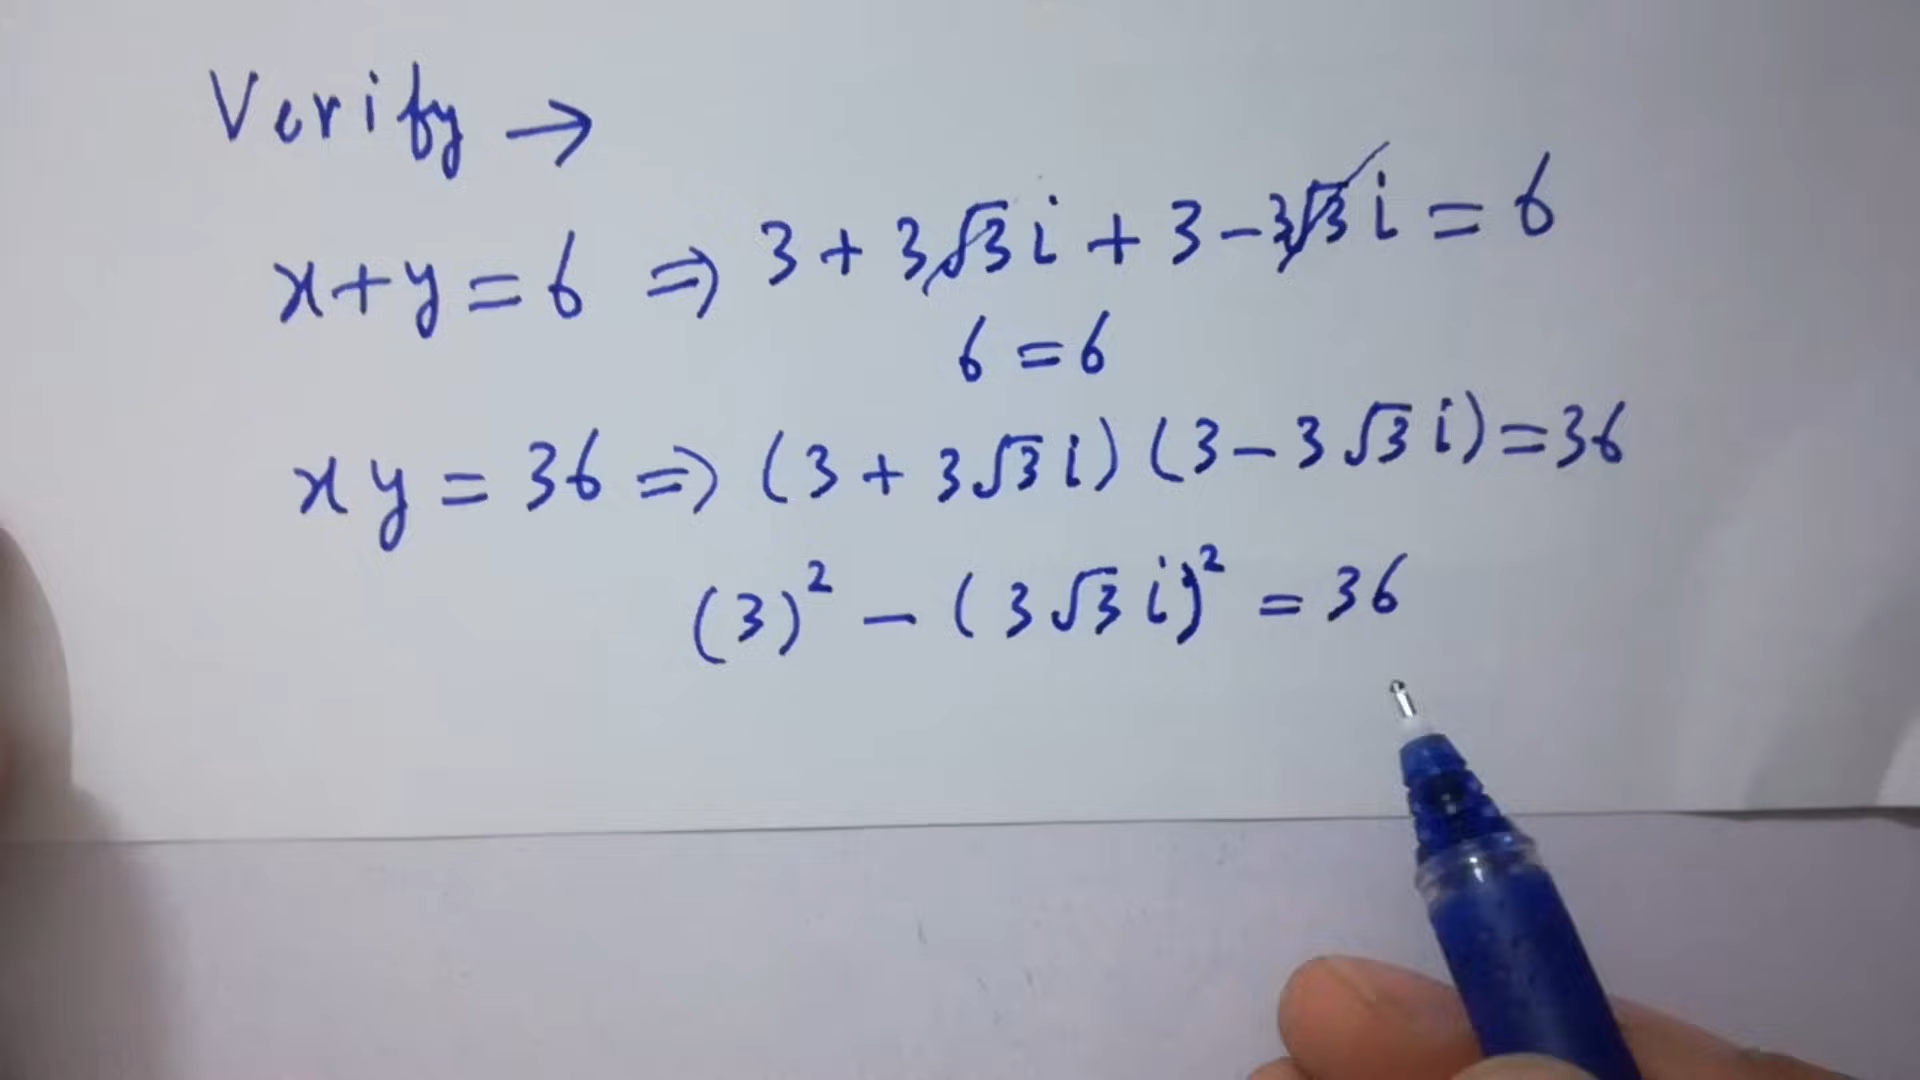 Verify →
x+y=6 ⇒ 3+3√3i+3-3√3i=6
6=6
xy=36⇒(3+3√3i)(3-3√3i)=36
(3)²-(3√3i)²=36